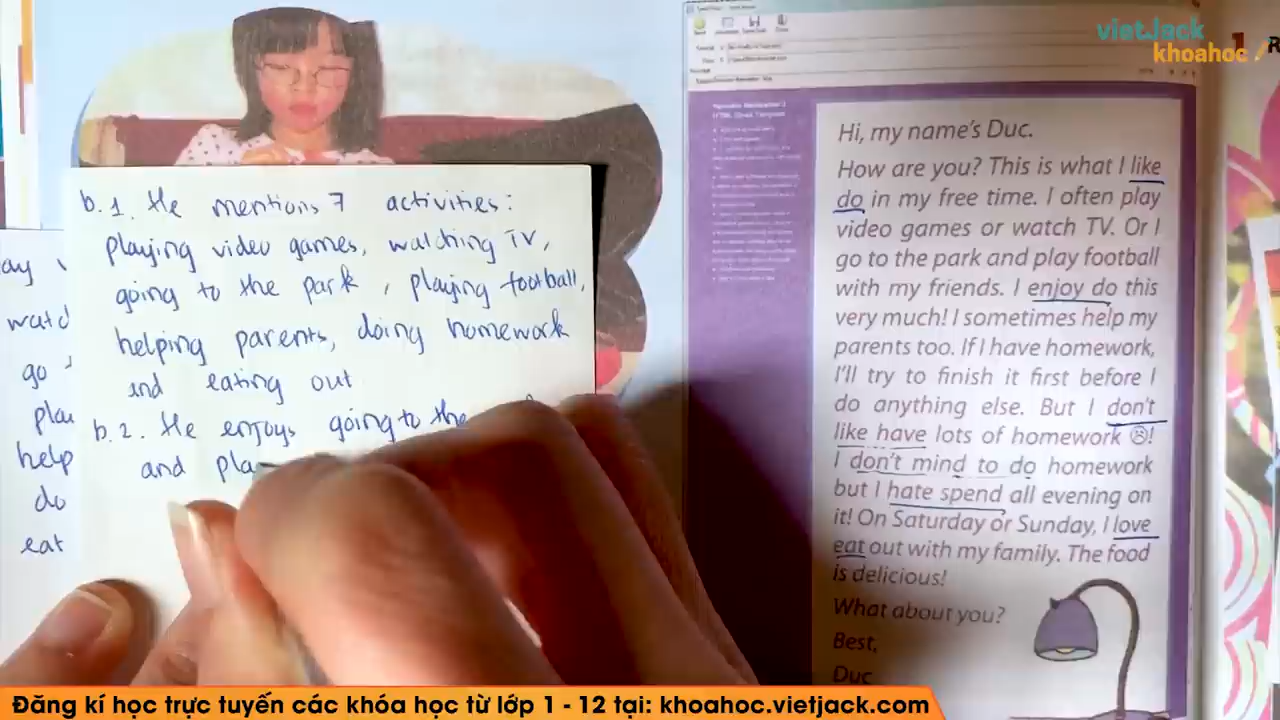 vietJack
khoahoc
b.1. He mentions 7 activities:
playing video games, watching TV,
going to the park, playing football,
helping parents, doing homework
and eating out
b.2. He enjoys going to the
and pla
help
do
eat
Hi, my name's Duc.
How are you? This is what I like
do in my free time. I often play
video games or watch TV. Or I
go to the park and play football
with my friends. I enjoy do this
very much! I sometimes help my
parents too. If I have homework,
I'll try to finish it first before I
do anything else. But I don't
like have lots of homework ☹!
I don't mind to do homework
but I hate spend all evening on
it! On Saturday or Sunday, I love
eat out with my family. The food
is delicious!
What about you?
Best,
Duc
Đăng kí học trực tuyến các khóa học từ lớp 1 - 12 tại: khoahoc.vietjack.com